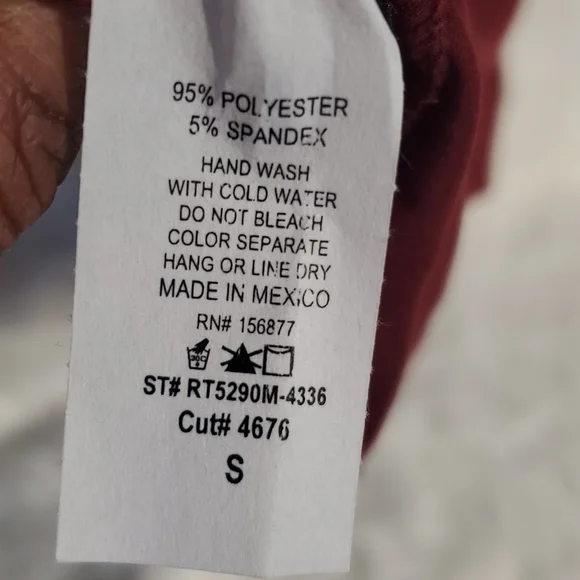 95% POLYESTER
5% SPANDEX
HAND WASH
WITH COLD WATER
DO NOT BLEACH
COLOR SEPARATE
HANG OR LINE DRY
MADE IN MEXICO
RN# 156877
30C
ST# RT5290M-4336
Cut# 4676
S